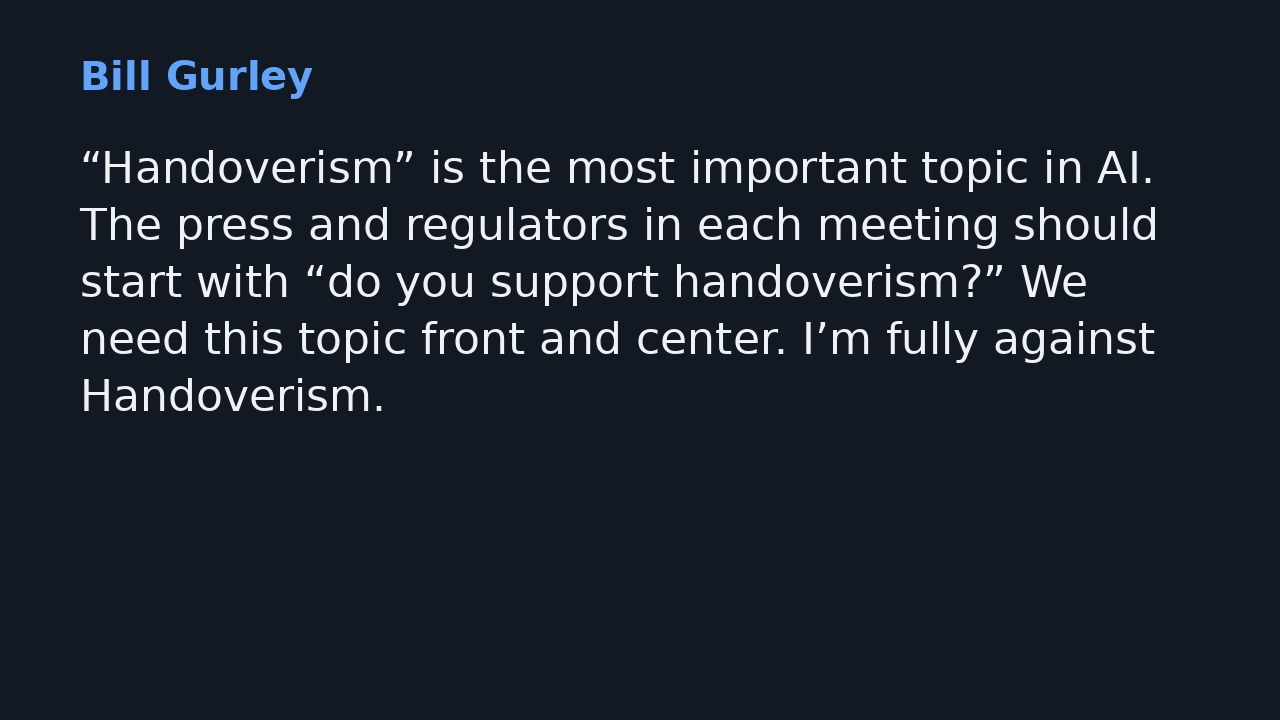 Bill Gurley
“Handoverism” is the most important topic in AI.
The press and regulators in each meeting should
start with “do you support handoverism?” We
need this topic front and center. I’m fully against
Handoverism.